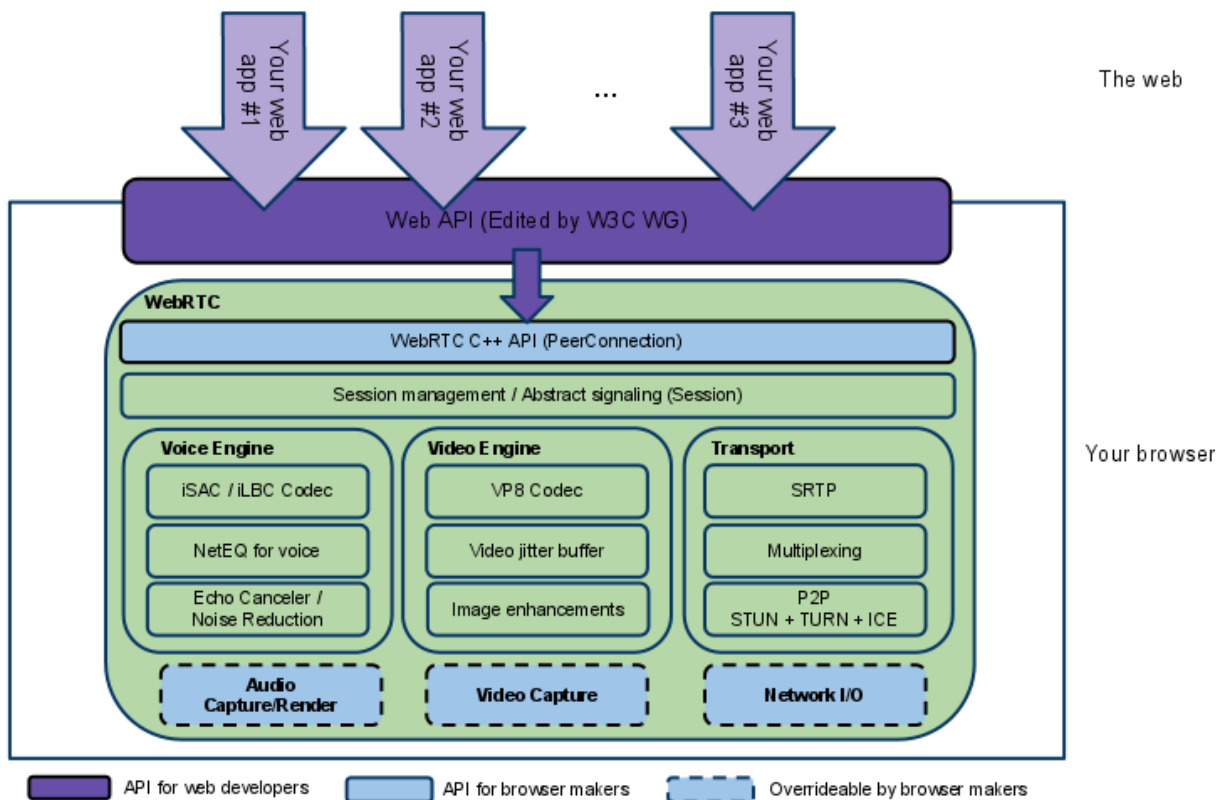 Your web
app #1
Your web
app #2
...
Your web
app #3
The web
Web API (Edited by W3C WG)
WebRTC
WebRTC C++ API (PeerConnection)
Session management / Abstract signaling (Session)
Voice Engine
iSAC / iLBC Codec
NetEQ for voice
Echo Canceler /
Noise Reduction
Video Engine
VP8 Codec
Video jitter buffer
Image enhancements
Transport
SRTP
Multiplexing
P2P
STUN + TURN + ICE
Your browser
Audio
Capture/Render
Video Capture
Network I/O
API for web developers
API for browser makers
Overrideable by browser makers